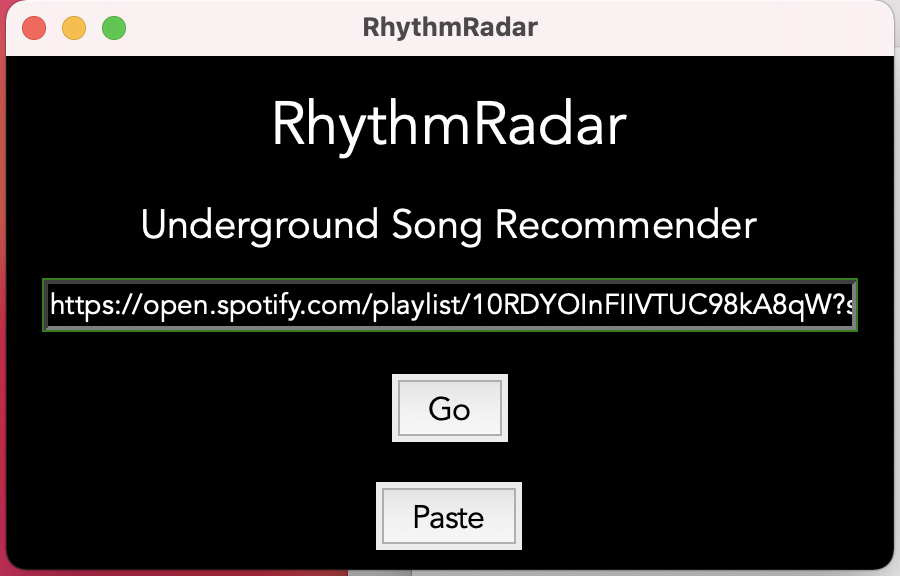 RhythmRadar
RhythmRadar
Underground Song Recommender
https://open.spotify.com/playlist/10RDYOInFIIVTUC98kA8qW?s
Go
Paste